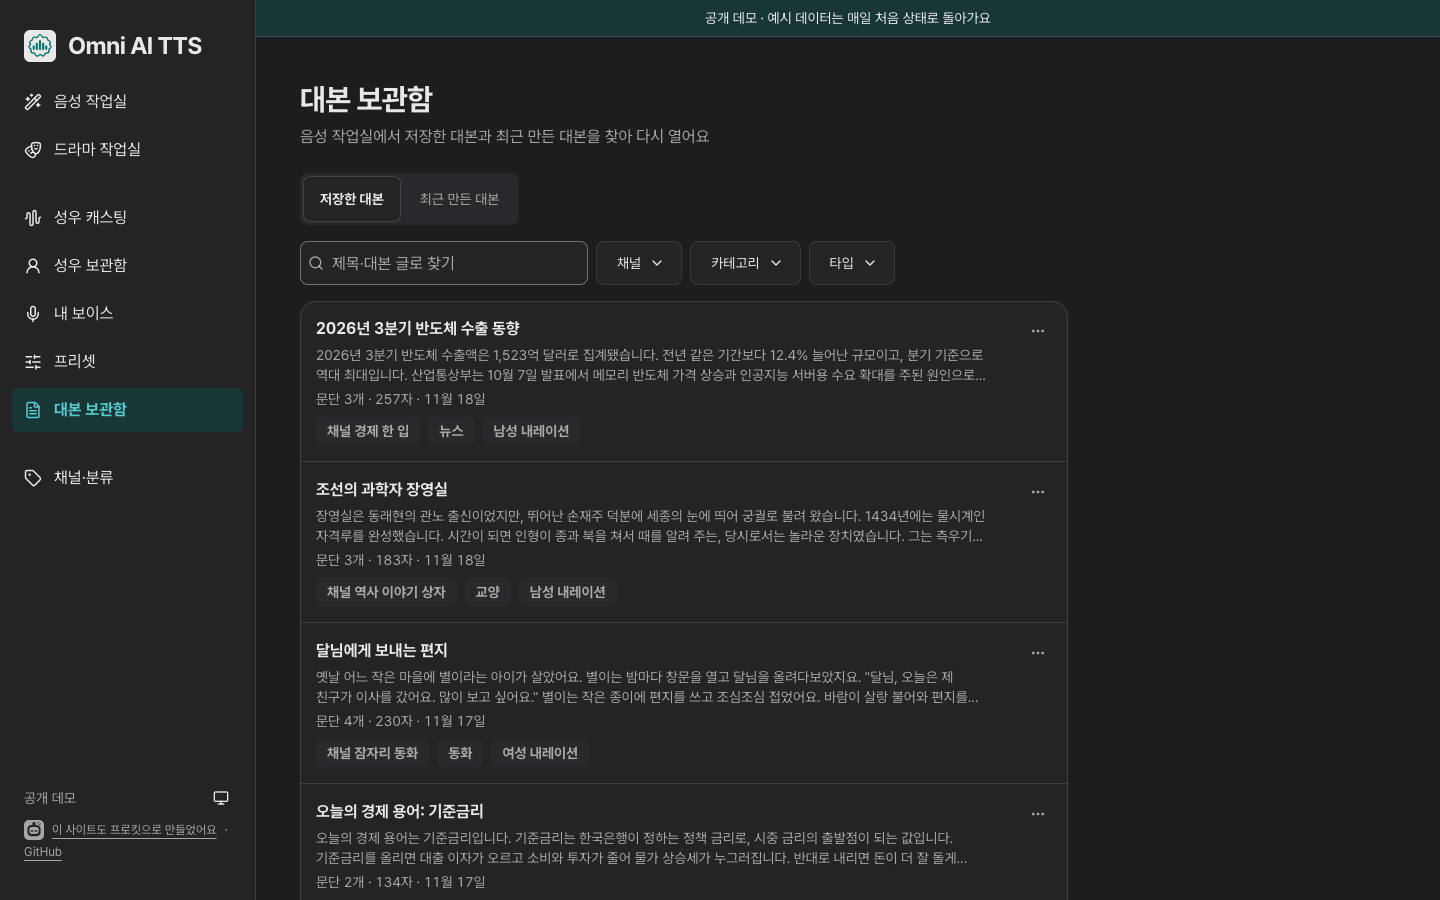 공개 데모 · 예시 데이터는 매일 처음 상태로 돌아가요
Omni AI TTS
음성 작업실
드라마 작업실
성우 캐스팅
성우 보관함
내 보이스
프리셋
대본 보관함
채널·분류
공개 데모
이 사이트도 프로킷으로 만들었어요 ·
GitHub
대본 보관함
음성 작업실에서 저장한 대본과 최근 만든 대본을 찾아 다시 열어요
저장한 대본 최근 만든 대본
제목·대본 글로 찾기 채널 카테고리 타입
2026년 3분기 반도체 수출 동향
2026년 3분기 반도체 수출액은 1,523억 달러로 집계됐습니다. 전년 같은 기간보다 12.4% 늘어난 규모이고, 분기 기준으로
역대 최대입니다. 산업통상부는 10월 7일 발표에서 메모리 반도체 가격 상승과 인공지능 서버용 수요 확대를 주된 원인으로...
문단 3개 · 257자 · 11월 18일
채널 경제 한 입 뉴스 남성 내레이션
조선의 과학자 장영실
장영실은 동래현의 관노 출신이었지만, 뛰어난 손재주 덕분에 세종의 눈에 띄어 궁궐로 불려 왔습니다. 1434년에는 물시계인
자격루를 완성했습니다. 시간이 되면 인형이 종과 북을 쳐서 때를 알려 주는, 당시로서는 놀라운 장치였습니다. 그는 측우기...
문단 3개 · 183자 · 11월 18일
채널 역사 이야기 상자 교양 남성 내레이션
달님에게 보내는 편지
옛날 어느 작은 마을에 별이라는 아이가 살았어요. 별이는 밤마다 창문을 열고 달님을 올려다보았지요. "달님, 오늘은 제
친구가 이사를 갔어요. 많이 보고 싶어요." 별이는 작은 종이에 편지를 쓰고 조심조심 접었어요. 바람이 살랑 불어와 편지를...
문단 4개 · 230자 · 11월 17일
채널 잠자리 동화 동화 여성 내레이션
오늘의 경제 용어: 기준금리
오늘의 경제 용어는 기준금리입니다. 기준금리는 한국은행이 정하는 정책 금리로, 시중 금리의 출발점이 되는 값입니다.
기준금리를 올리면 대출 이자가 오르고 소비와 투자가 줄어 물가 상승세가 누그러집니다. 반대로 내리면 돈이 더 잘 돌게...
문단 2개 · 134자 · 11월 17일